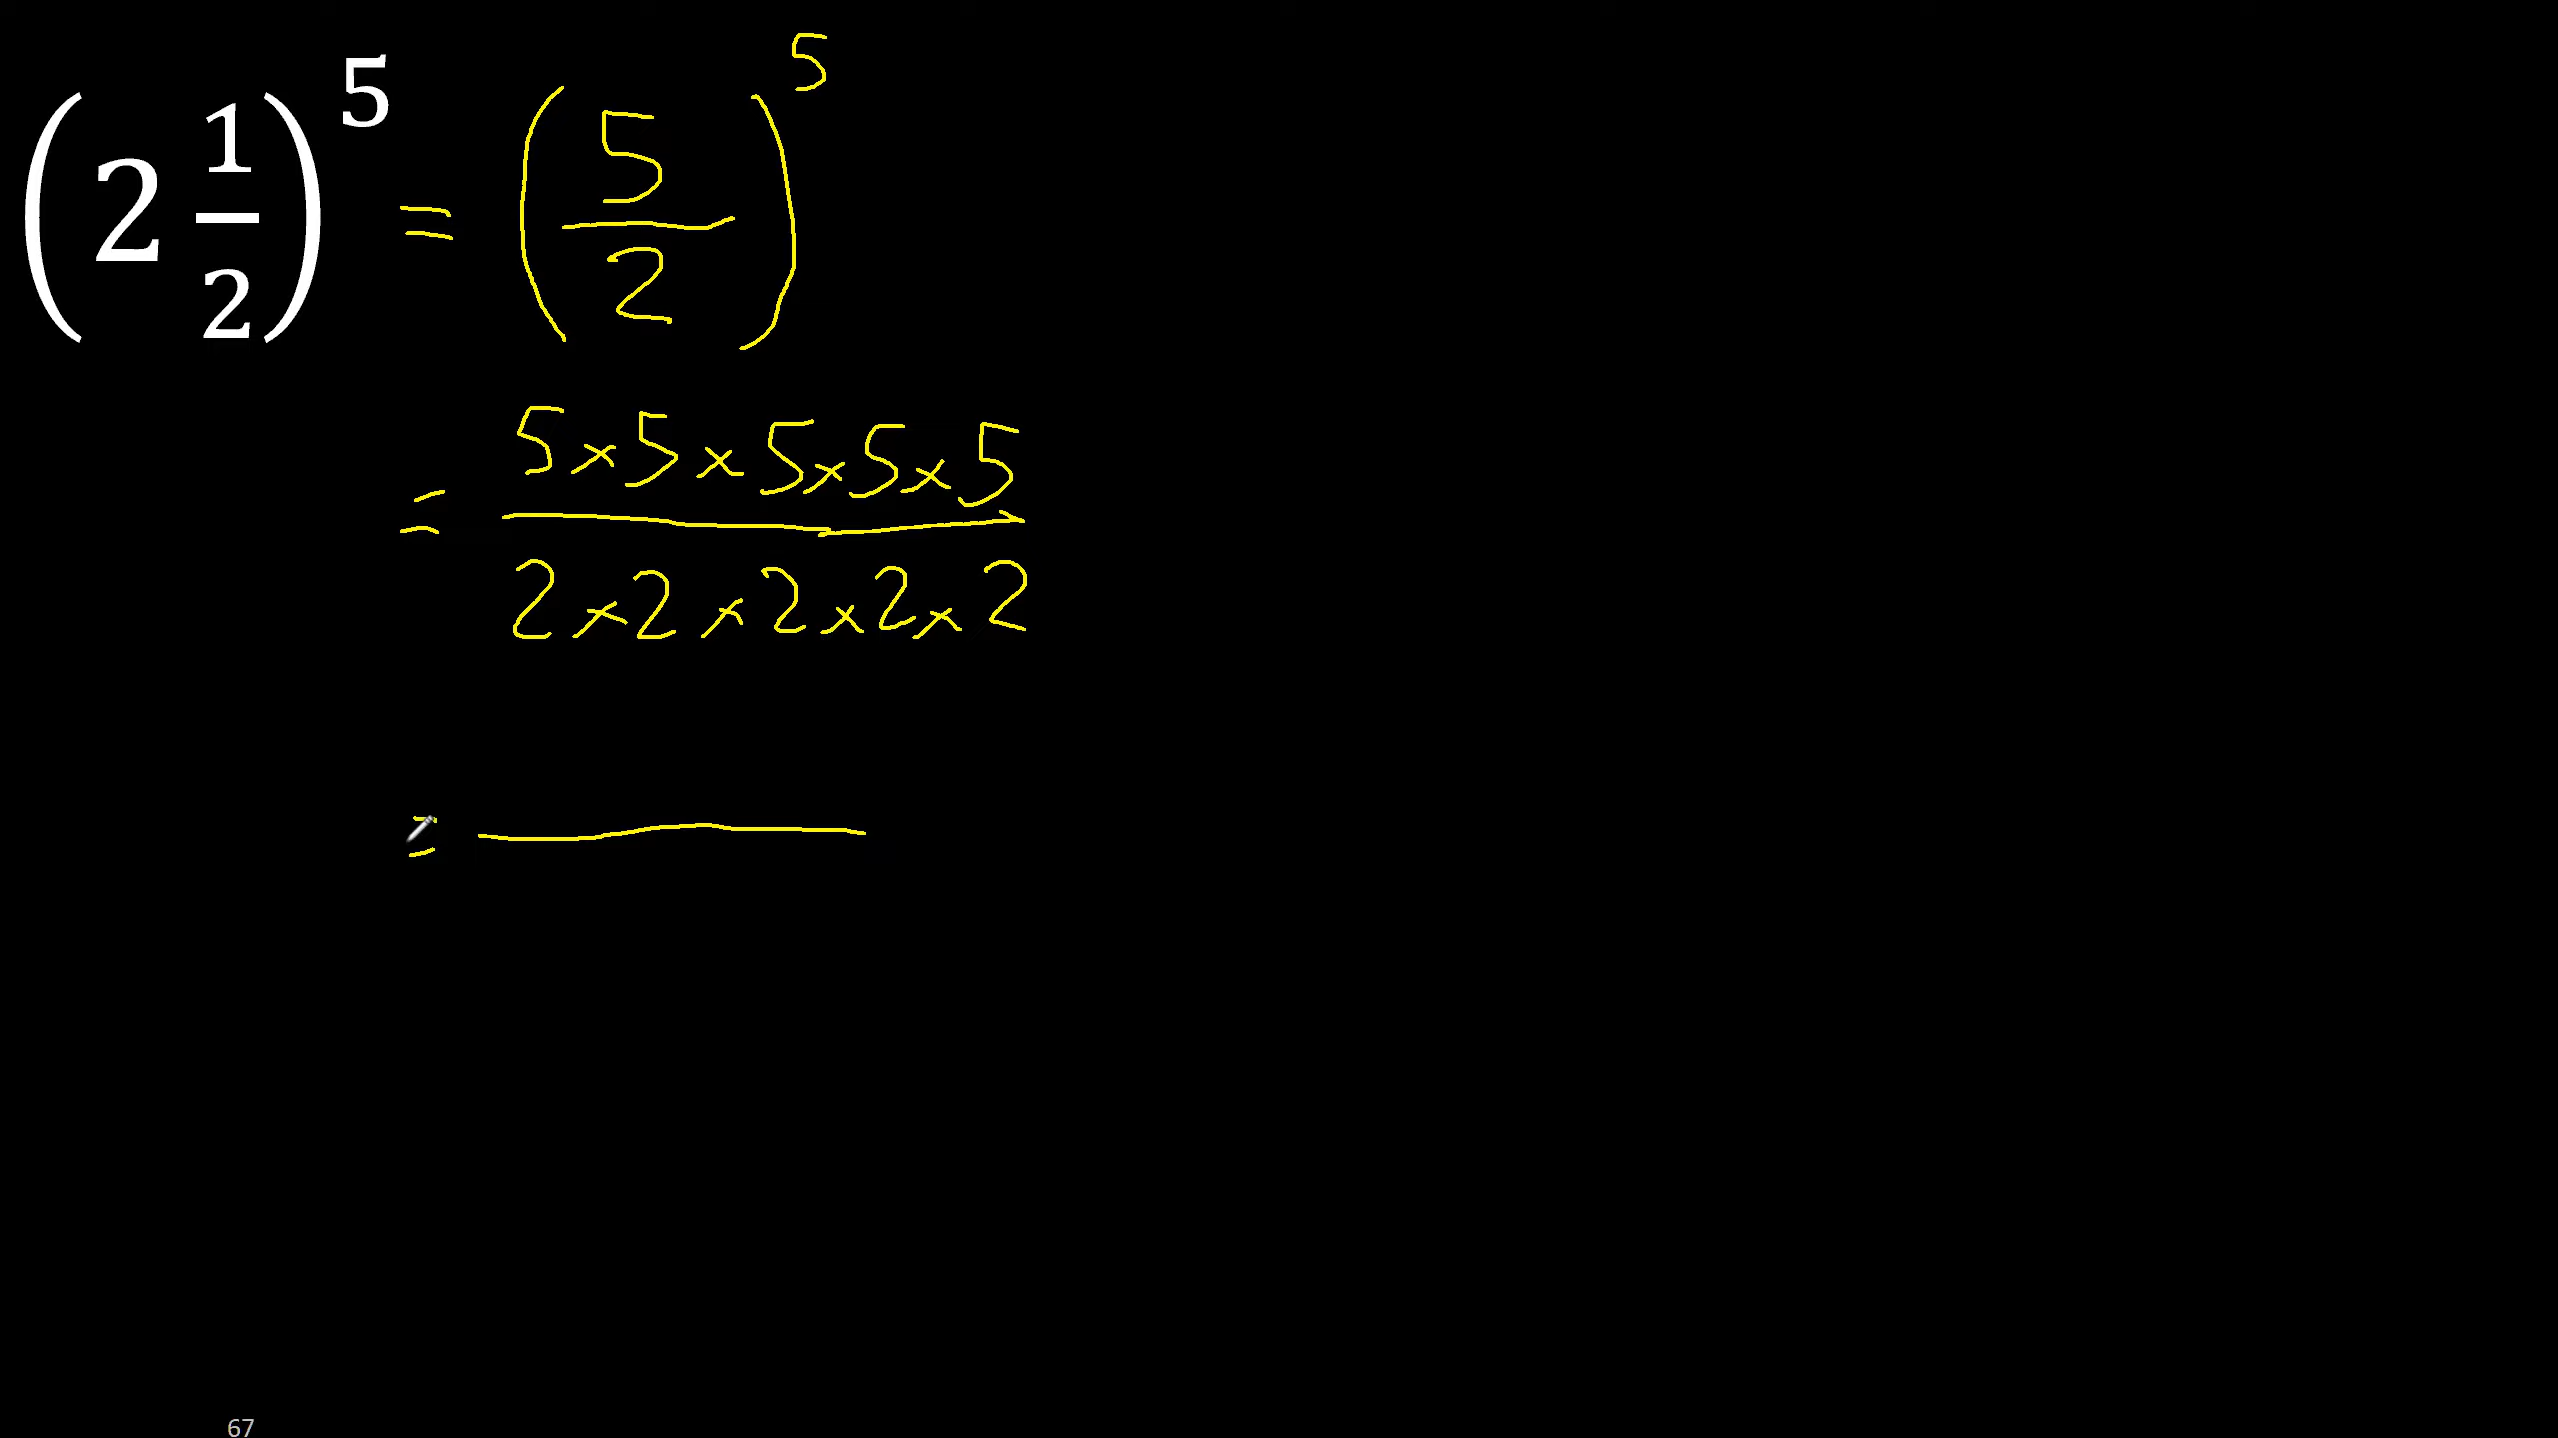 (2 1/2)^5 = (5/2)^5
= (5×5×5×5×5)/(2×2×2×2×2)
=
67